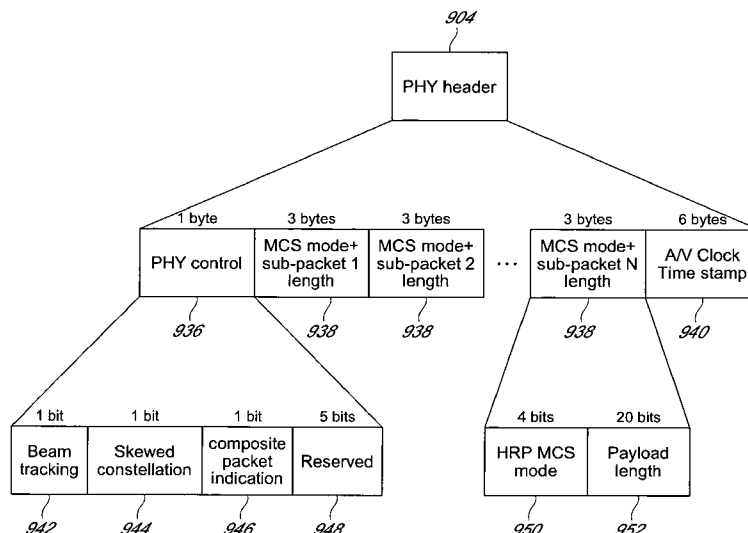 904
PHY header
1 byte
3 bytes
3 bytes
3 bytes
6 bytes
PHY control
MCS mode+
sub-packet 1
length
MCS mode+
sub-packet 2
length
...
MCS mode+
sub-packet N
length
A/V Clock
Time stamp
936
938
938
938
940
1 bit
1 bit
1 bit
5 bits
4 bits
20 bits
Beam
tracking
Skewed
constellation
composite
packet
indication
Reserved
HRP MCS
mode
Payload
length
942
944
946
948
950
952